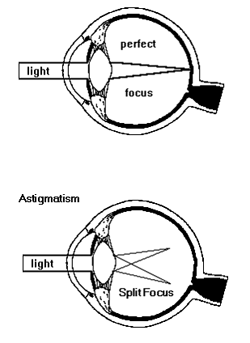 perfect
light
focus
Astigmatism
light
Split Focus